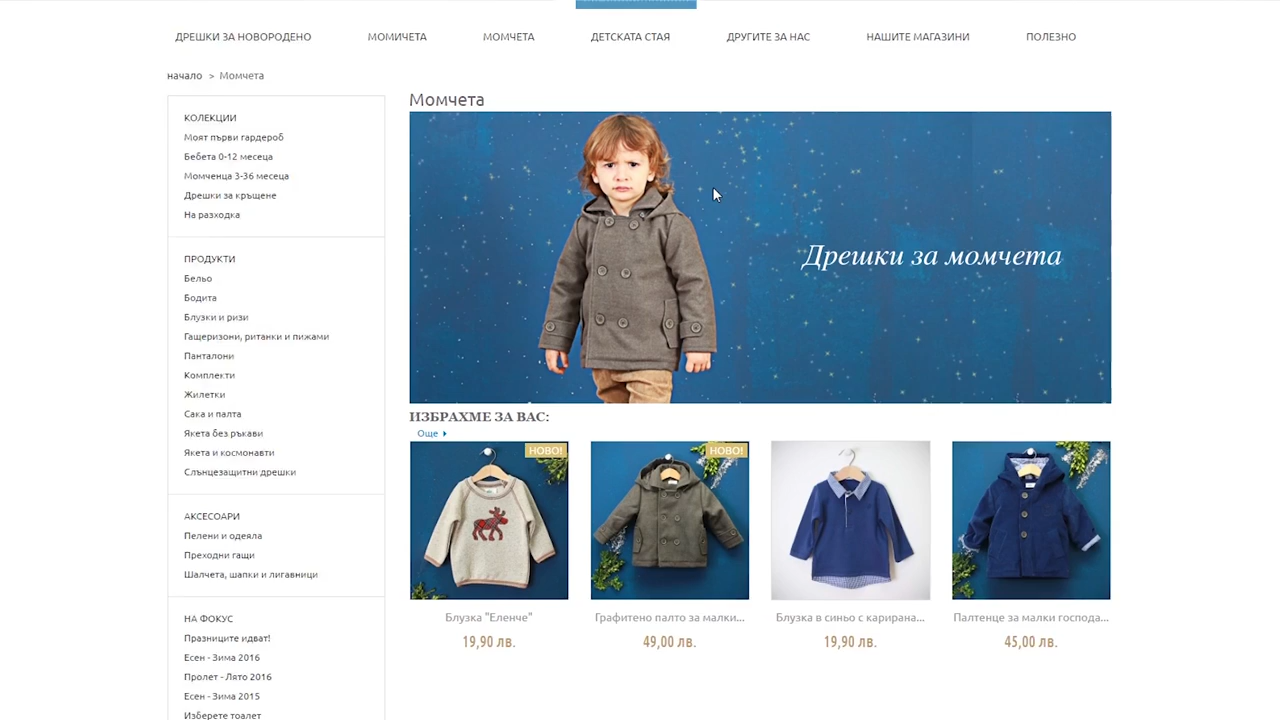 ДРЕШКИ ЗА НОВОРОДЕНО МОМИЧЕТА МОМЧЕТА ДЕТСКАТА СТАЯ ДРУГИТЕ ЗА НАС НАШИТЕ МАГАЗИНИ ПОЛЕЗНО
начало > Момчета
КОЛЕКЦИИ
Моят първи гардероб
Бебета 0-12 месеца
Момченца 3-36 месеца
Дрешки за кръщене
На разходка
ПРОДУКТИ
Бельо
Бодита
Блузки и ризи
Гащеризони, ританки и пижами
Панталони
Комплекти
Жилетки
Сака и палта
Якета без ръкави
Якета и космонавти
Слънцезащитни дрешки
АКСЕСОАРИ
Пелени и одеяла
Преходни гащи
Шалчета, шапки и лигавници
НА ФОКУС
Празниците идват!
Есен - Зима 2016
Пролет - Лято 2016
Есен - Зима 2015
Изберете тоалет
Момчета
Дрешки за момчета
ИЗБРАХМЕ ЗА ВАС:
Още
НОВО! НОВО!
Блузка "Еленче" Графитено палто за малки... Блузка в синьо с карирана... Палтенце за малки господа...
19,90 лв. 49,00 лв. 19,90 лв. 45,00 лв.